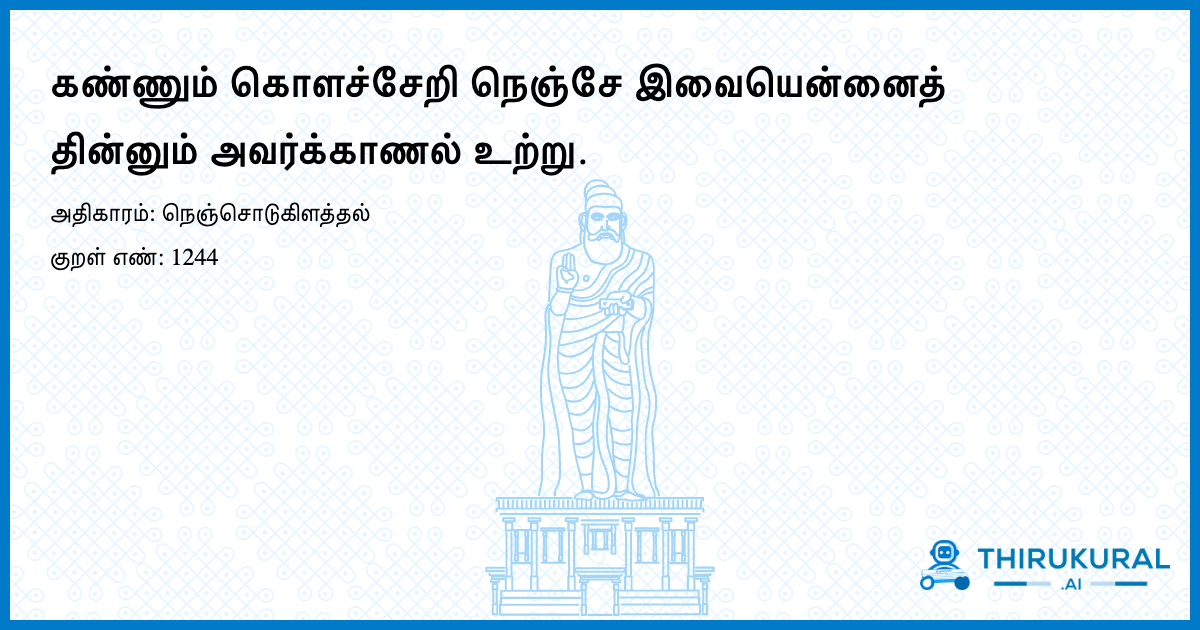 கண்ணும் கொளச்சேறி நெஞ்சே இவையென்னைத்
தின்னும் அவர்க்காணல் உற்று.
அதிகாரம்: நெஞ்சொடுகிளத்தல்
குறள் எண்: 1244
THIRUKURAL
.AI